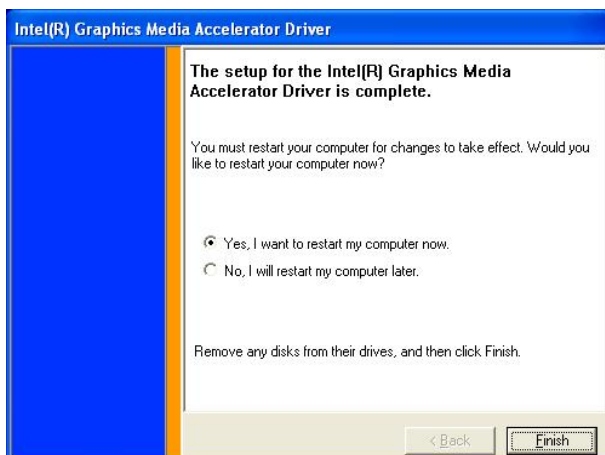 Intel(R) Graphics Media Accelerator Driver
The setup for the Intel(R) Graphics Media
Accelerator Driver is complete.
You must restart your computer for changes to take effect. Would you
like to restart your computer now?
Yes, I want to restart my computer now.
No, I will restart my computer later.
Remove any disks from their drives, and then click Finish.
< Back
Finish